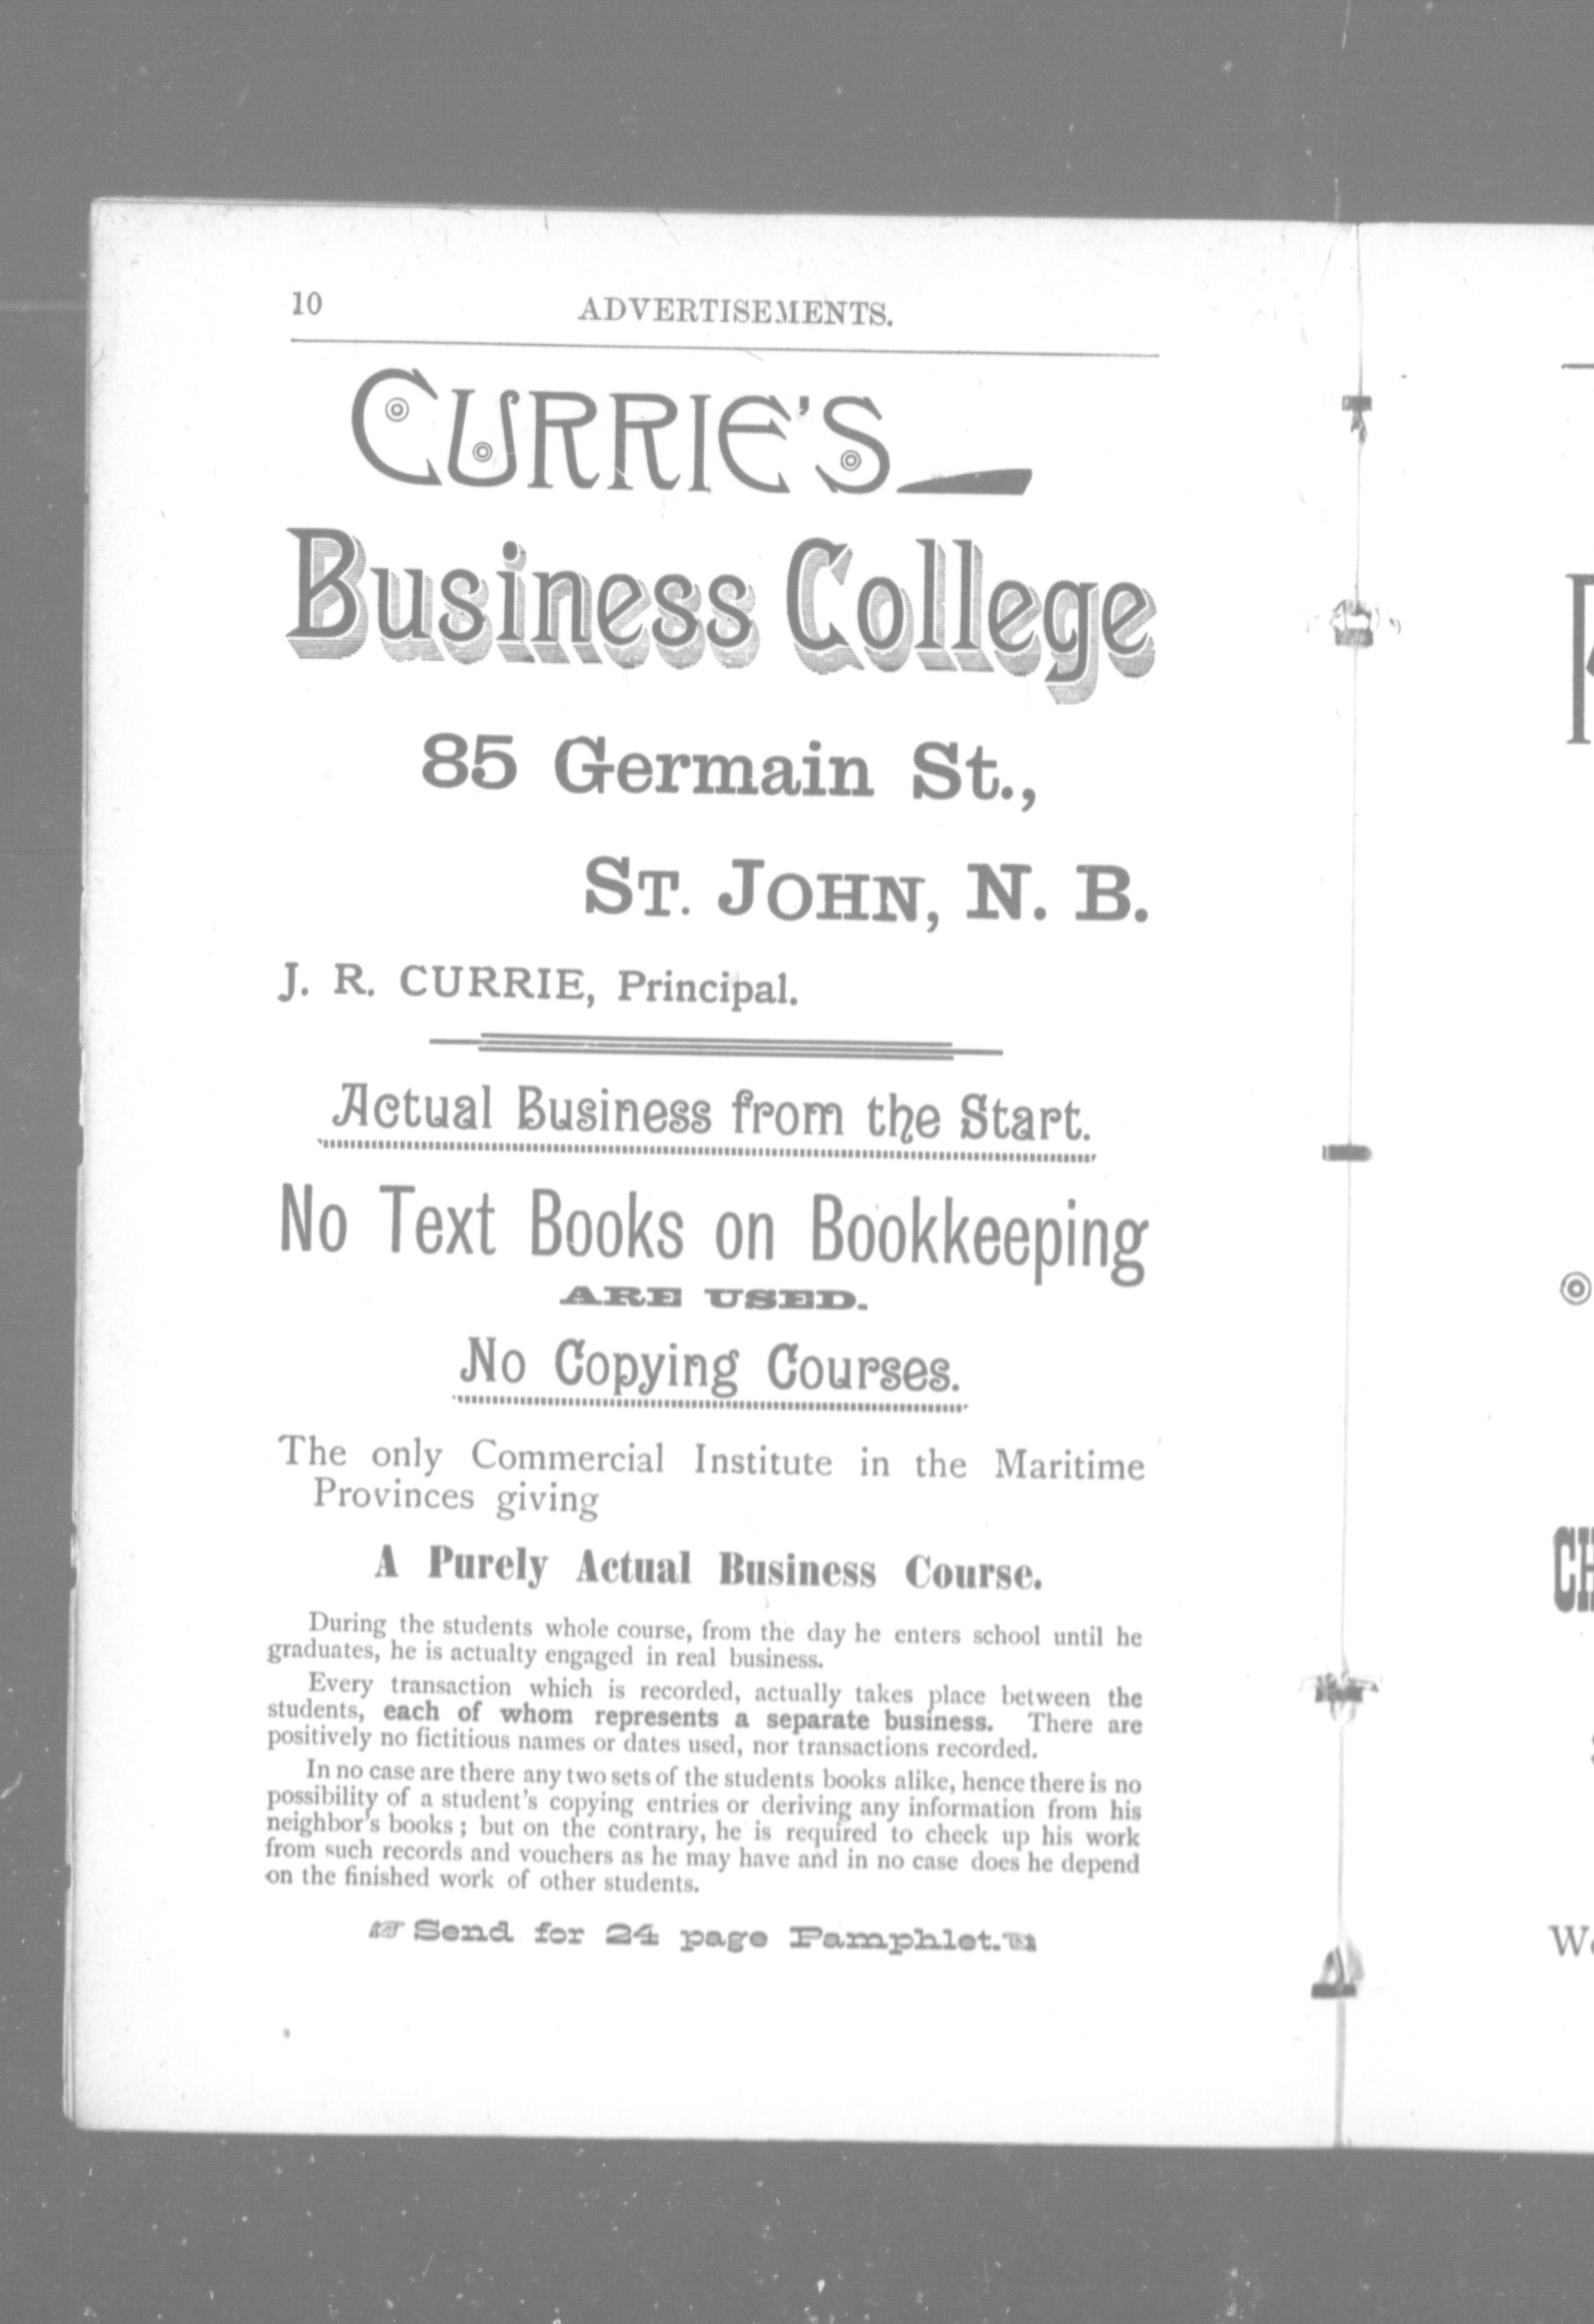 10 ADVERTISEMENTS.
CURRIE'S
Business College
85 Germain St.,
ST. JOHN, N. B.
J. R. CURRIE, Principal.
Actual Business from the Start.
No Text Books on Bookkeeping
ARE USED.
No Copying Courses.
The only Commercial Institute in the Maritime
Provinces giving
A Purely Actual Business Course.
During the students whole course, from the day he enters school until he
graduates, he is actualty engaged in real business.
Every transaction which is recorded, actually takes place between the
students, each of whom represents a separate business. There are
positively no fictitious names or dates used, nor transactions recorded.
In no case are there any two sets of the students books alike, hence there is no
possibility of a student's copying entries or deriving any information from his
neighbor's books ; but on the contrary, he is required to check up his work
from such records and vouchers as he may have and in no case does he depend
on the finished work of other students.
☞ Send for 24 page Pamphlet. ☜
CH